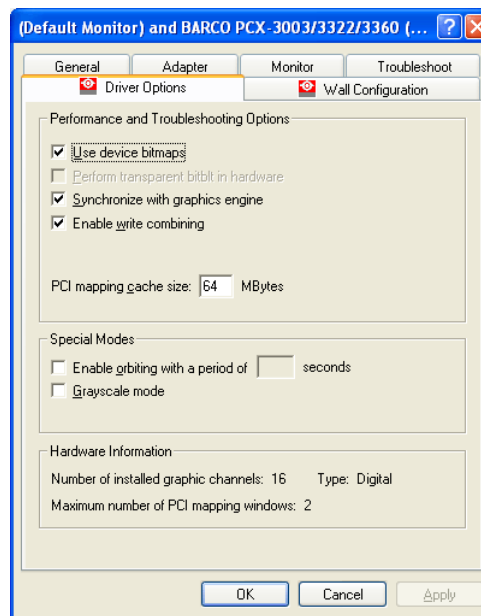 (Default Monitor) and BARCO PCX-3003/3322/3360 (...
General Adapter Monitor Troubleshoot
Driver Options Wall Configuration
Performance and Troubleshooting Options
Use device bitmaps
Perform transparent bitblt in hardware
Synchronize with graphics engine
Enable write combining
PCI mapping cache size: 64 MBytes
Special Modes
Enable orbiting with a period of seconds
Grayscale mode
Hardware Information
Number of installed graphic channels: 16 Type: Digital
Maximum number of PCI mapping windows: 2
OK Cancel Apply